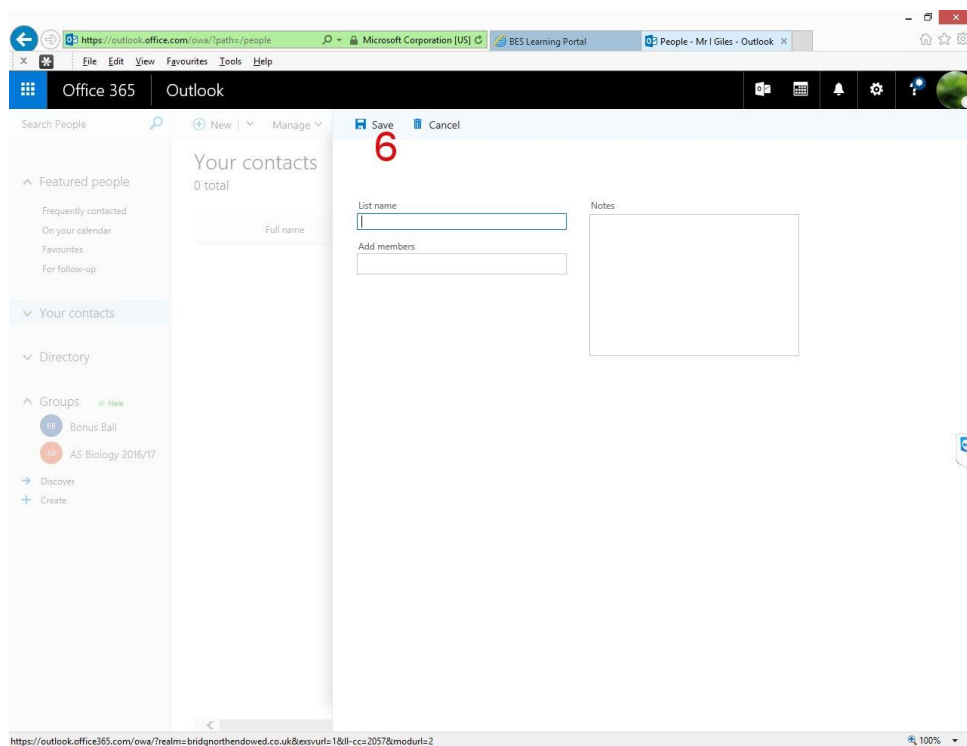 https://outlook.office.com/owa/?path=/people
Microsoft Corporation [US]
BES Learning Portal
People - Mr I Giles - Outlook
File Edit View Favourites Tools Help
Office 365
Outlook
Search People
New
Manage
Save
Cancel
6
Your contacts
0 total
Featured people
Frequently contacted
On your calendar
Favourites
For follow-up
Full name
List name
Add members
Notes
Your contacts
Directory
Groups
New
BB
Bonus Ball
AB
AS Biology 2016/17
Discover
Create
https://outlook.office365.com/owa/?realm=bridgnorthendowed.co.uk&exsvurl=1&ll-cc=2057&modurl=2
100%